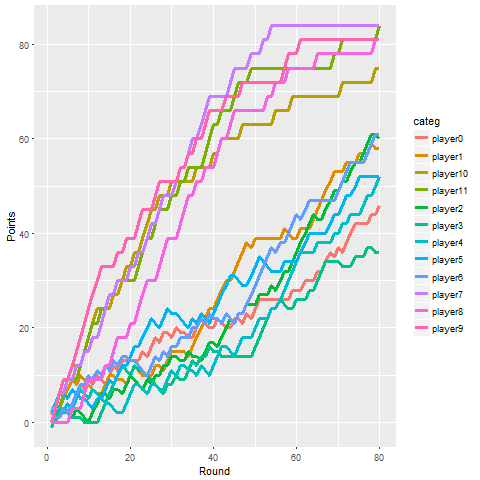 80
60
40
20
0
Points
0 20 40 60 80
Round
categ
player0
player1
player10
player11
player2
player3
player4
player5
player6
player7
player8
player9